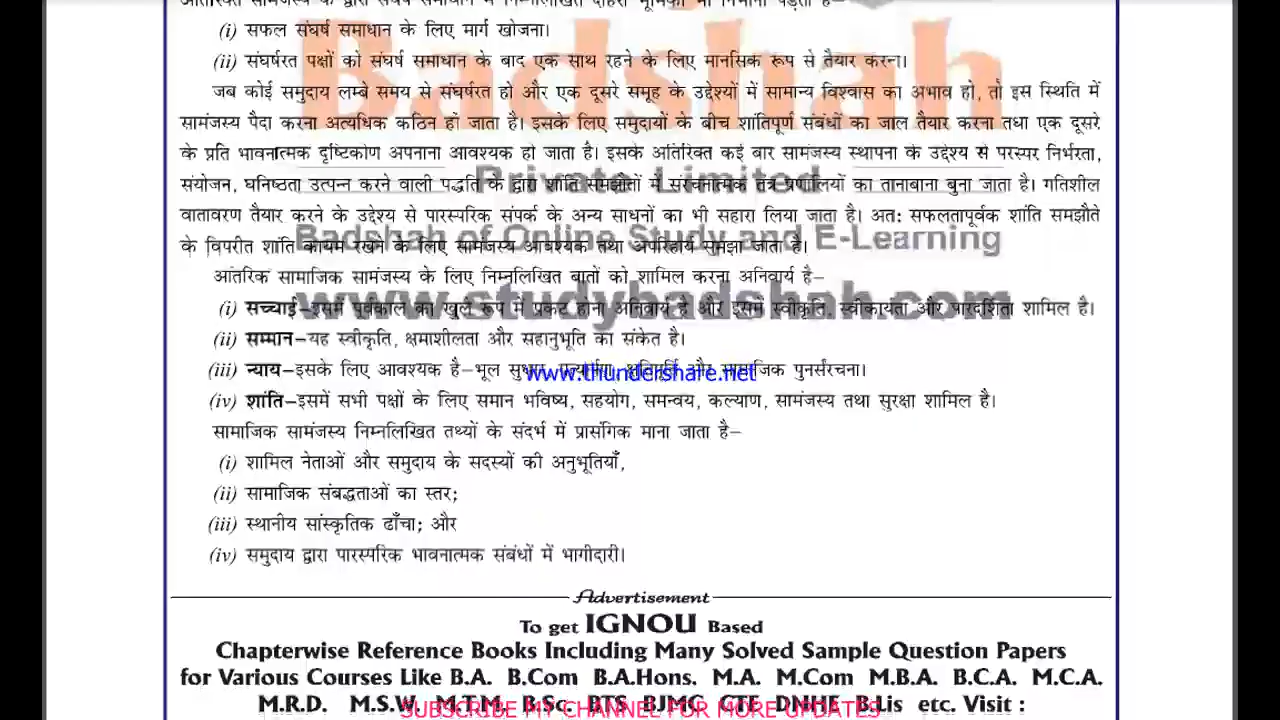 (i) सफल संघर्ष समाधान के लिए मार्ग खोजना।
(ii) संघर्षरत पक्षों को संघर्ष समाधान के बाद एक साथ रहने के लिए मानसिक रूप से तैयार करना।
Badshah
जब कोई समुदाय लम्बे समय से संघर्षरत हो और एक दूसरे समूह के उद्देश्यों में सामान्य विश्वास का अभाव हो, तो इस स्थिति में
सामंजस्य पैदा करना अत्यधिक कठिन हो जाता है। इसके लिए समुदायों के बीच शांतिपूर्ण संबंधों का जाल तैयार करना तथा एक दूसरे
के प्रति भावनात्मक दृष्टिकोण अपनाना आवश्यक हो जाता है। इसके अतिरिक्त कई बार सामंजस्य स्थापना के उद्देश्य से परस्पर निर्भरता,
Private Limited
संयोजन, घनिष्ठता उत्पन्न करने वाली पद्धति के द्वारा शांति समझौतों में संरचनात्मक तंत्र प्रणालियों का तानाबाना बुना जाता है। गतिशील
वातावरण तैयार करने के उद्देश्य से पारस्परिक संपर्क के अन्य साधनों का भी सहारा लिया जाता है। अतः सफलतापूर्वक शांति समझौते
Badshah of Online Study and E-Learning
के विपरीत शांति कायम रखने के लिए सामंजस्य आवश्यक तथा अपरिहार्य समझा जाता है।
आंतरिक सामाजिक सामंजस्य के लिए निम्नलिखित बातों को शामिल करना अनिवार्य है–
www.studybadshah.com
(i) सच्चाई–इसमें पूर्वकाल का खुले रूप में प्रकट होना अनिवार्य है और इसमें स्वीकृति, स्वीकार्यता और पारदर्शिता शामिल है।
(ii) सम्मान–यह स्वीकृति, क्षमाशीलता और सहानुभूति का संकेत है।
(iii) न्याय–इसके लिए आवश्यक है–भूल सुधार, क्षतिपूर्ति और सामाजिक पुनर्संरचना।
www.thundershare.net
(iv) शांति–इसमें सभी पक्षों के लिए समान भविष्य, सहयोग, समन्वय, कल्याण, सामंजस्य तथा सुरक्षा शामिल है।
सामाजिक सामंजस्य निम्नलिखित तथ्यों के संदर्भ में प्रासंगिक माना जाता है–
(i) शामिल नेताओं और समुदाय के सदस्यों की अनुभूतियाँ,
(ii) सामाजिक संबद्धताओं का स्तर;
(iii) स्थानीय सांस्कृतिक ढाँचा; और
(iv) समुदाय द्वारा पारस्परिक भावनात्मक संबंधों में भागीदारी।
Advertisement
To get IGNOU Based
Chapterwise Reference Books Including Many Solved Sample Question Papers
for Various Courses Like B.A. B.Com B.A.Hons. M.A. M.Com M.B.A. B.C.A. M.C.A.
M.R.D. M.S.W. M.T.M. B.Sc. BTS BJMC CTE DNHE B.Lis etc. Visit :
SUBSCRIBE MY CHANNEL FOR MORE UPDATES